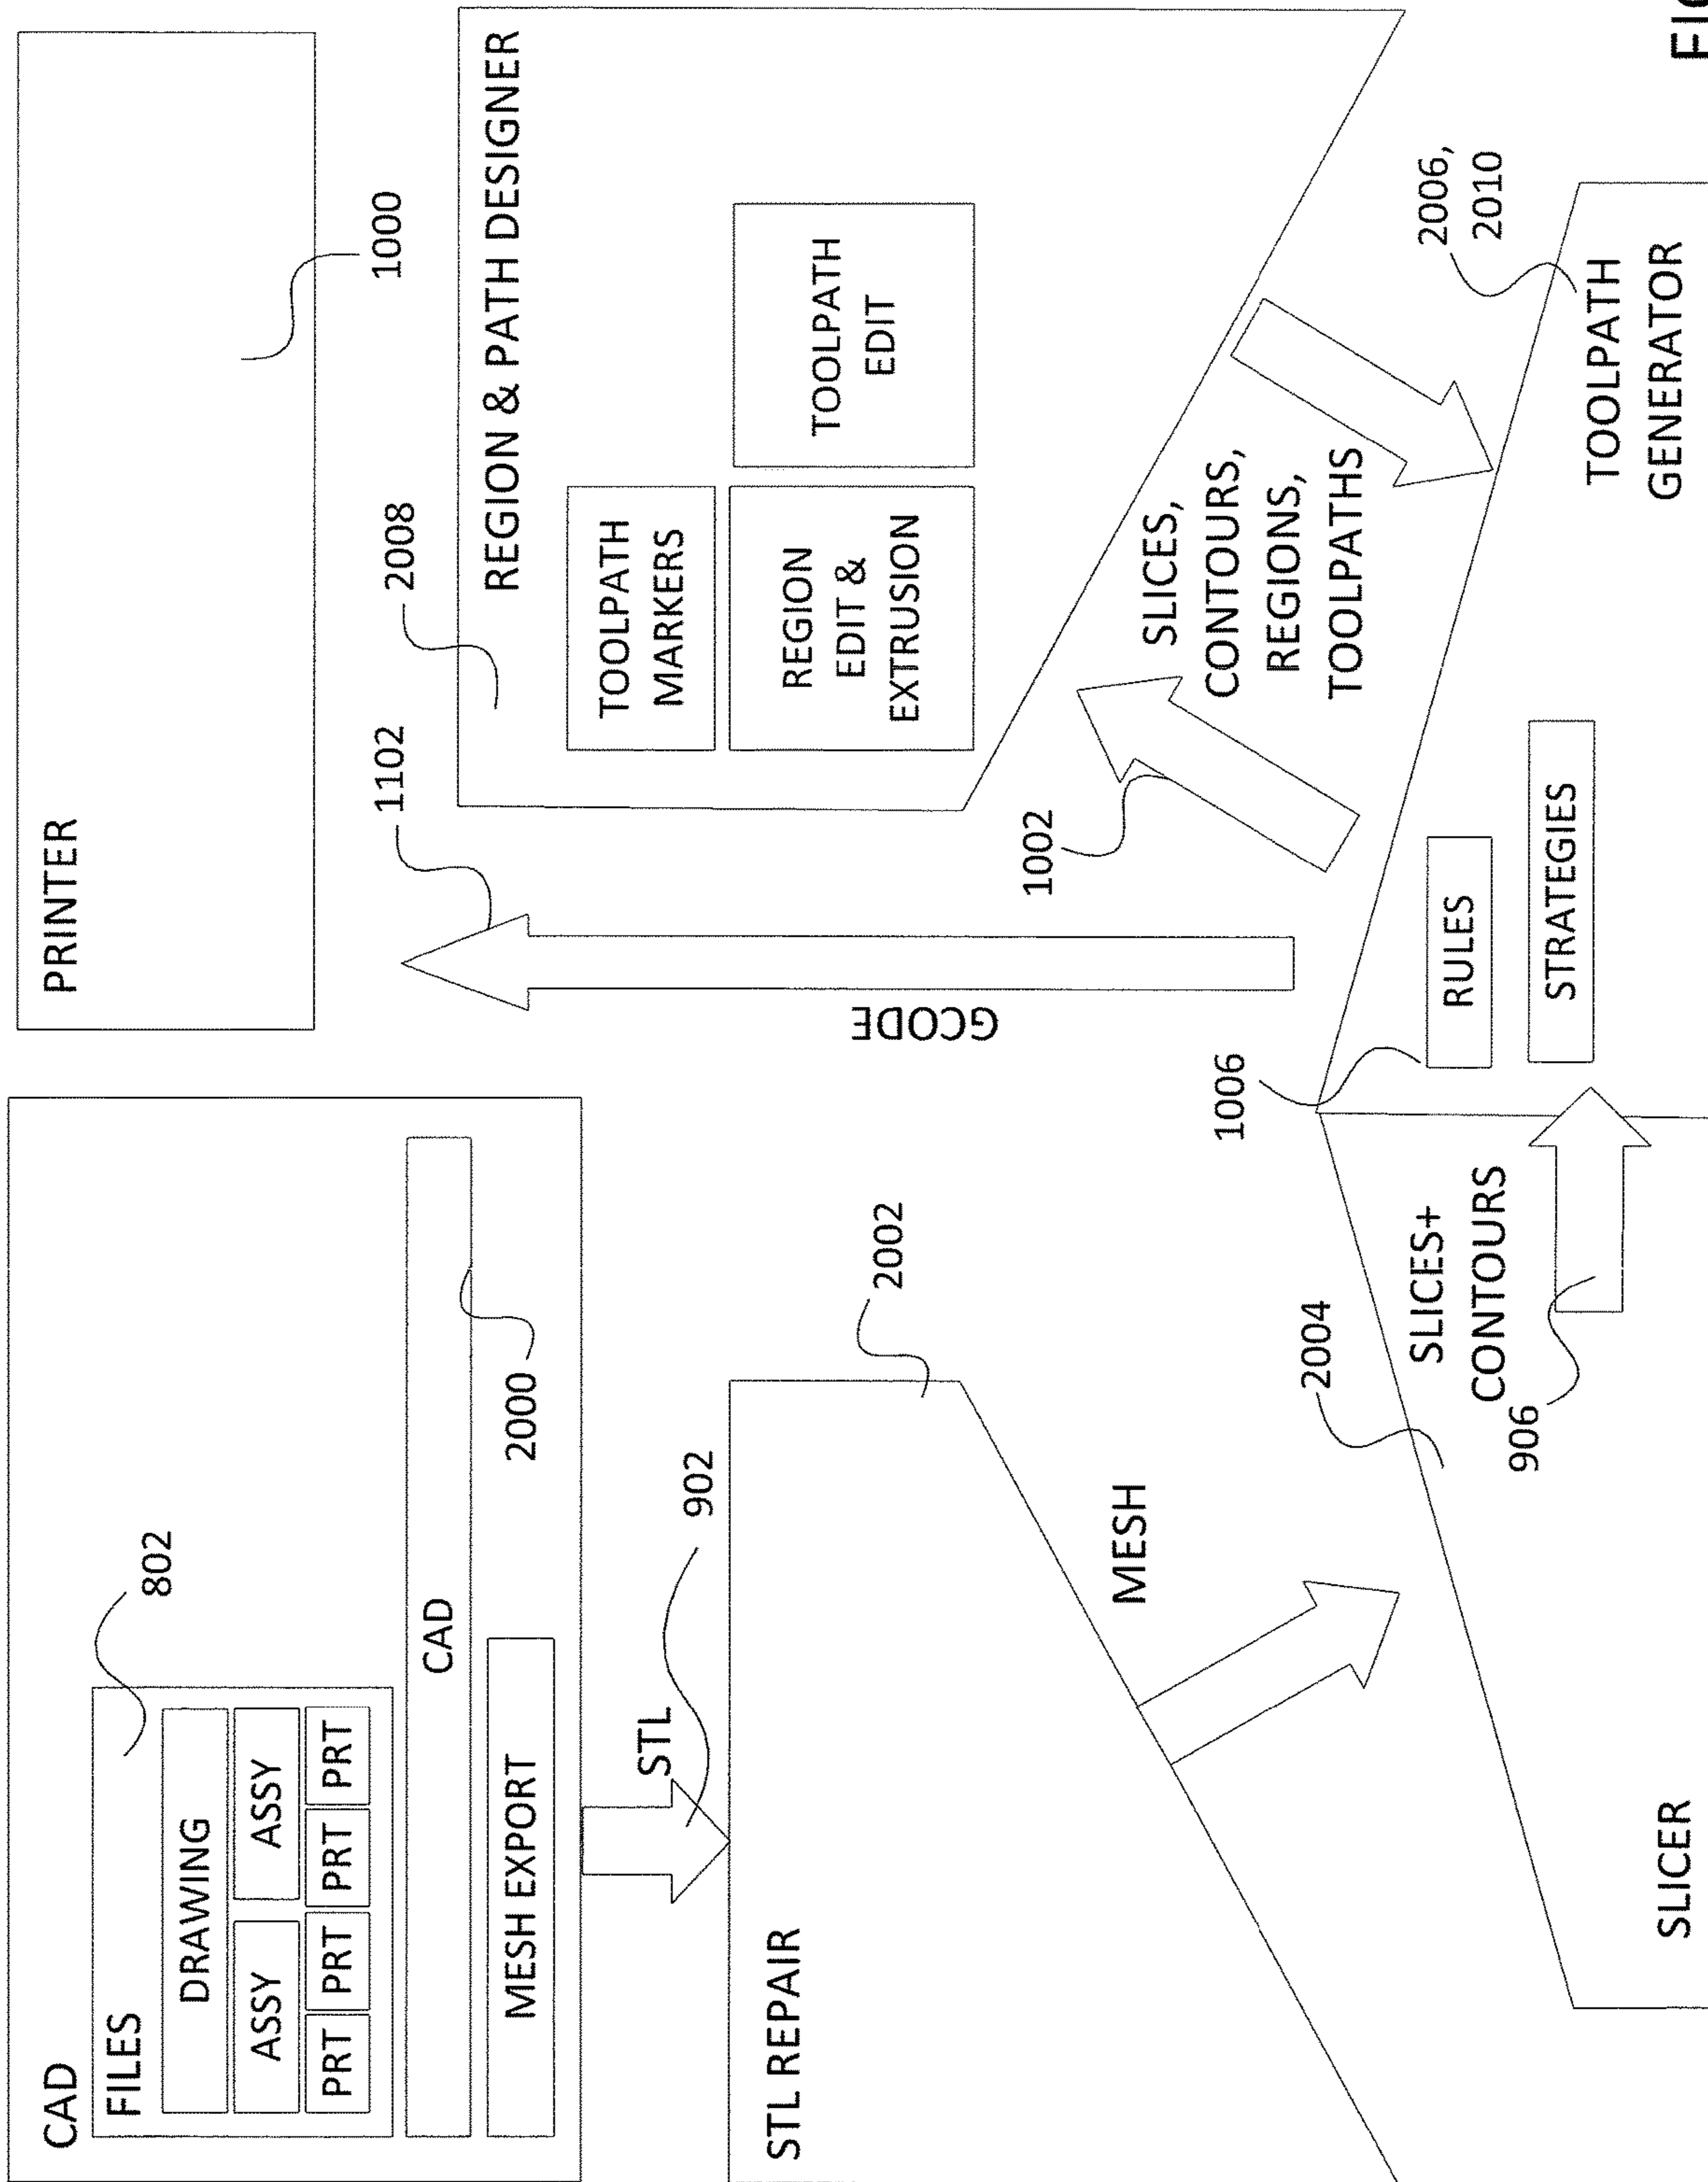 CAD
FILES
802
DRAWING
ASSY
ASSY
PRT
PRT
PRT
PRT
CAD
2000
MESH EXPORT
STL
902
STL REPAIR
2002
MESH
2004
SLICES+
CONTOURS
906
SLICER
PRINTER
1000
1102
GCODE
2008
REGION & PATH DESIGNER
TOOLPATH
MARKERS
REGION
EDIT &
EXTRUSION
TOOLPATH
EDIT
1002
SLICES,
CONTOURS,
REGIONS,
TOOLPATHS
2006,
2010
1006
RULES
STRATEGIES
TOOLPATH
GENERATOR